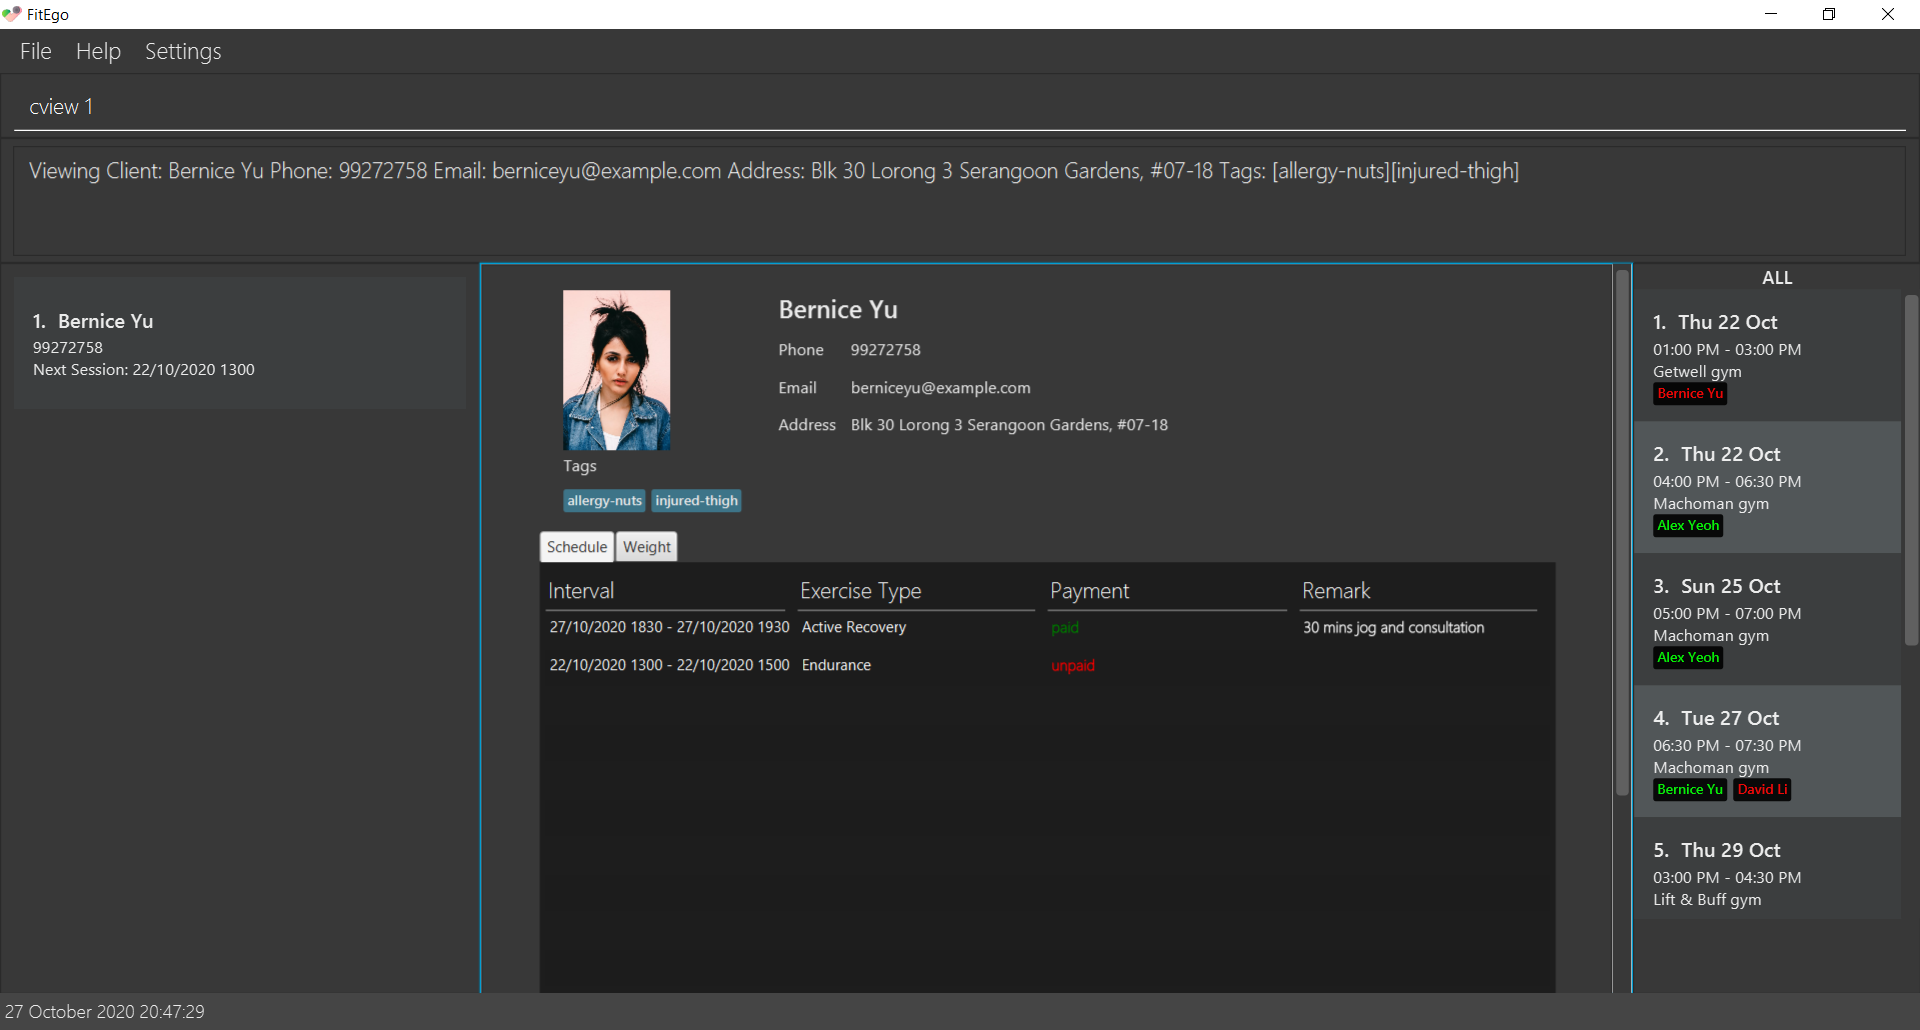 FitEgo
File Help Settings
cview 1
Viewing Client: Bernice Yu Phone: 99272758 Email: berniceyu@example.com Address: Blk 30 Lorong 3 Serangoon Gardens, #07-18 Tags: [allergy-nuts][injured-thigh]
1. Bernice Yu
99272758
Next Session: 22/10/2020 1300
Bernice Yu
Phone 99272758
Email berniceyu@example.com
Address Blk 30 Lorong 3 Serangoon Gardens, #07-18
Tags
allergy-nuts injured-thigh
Schedule Weight
Interval Exercise Type Payment Remark
27/10/2020 1830 - 27/10/2020 1930 Active Recovery paid 30 mins jog and consultation
22/10/2020 1300 - 22/10/2020 1500 Endurance unpaid
ALL
1. Thu 22 Oct
01:00 PM - 03:00 PM
Getwell gym
Bernice Yu
2. Thu 22 Oct
04:00 PM - 06:30 PM
Machoman gym
Alex Yeoh
3. Sun 25 Oct
05:00 PM - 07:00 PM
Machoman gym
Alex Yeoh
4. Tue 27 Oct
06:30 PM - 07:30 PM
Machoman gym
Bernice Yu David Li
5. Thu 29 Oct
03:00 PM - 04:30 PM
Lift & Buff gym
27 October 2020 20:47:29